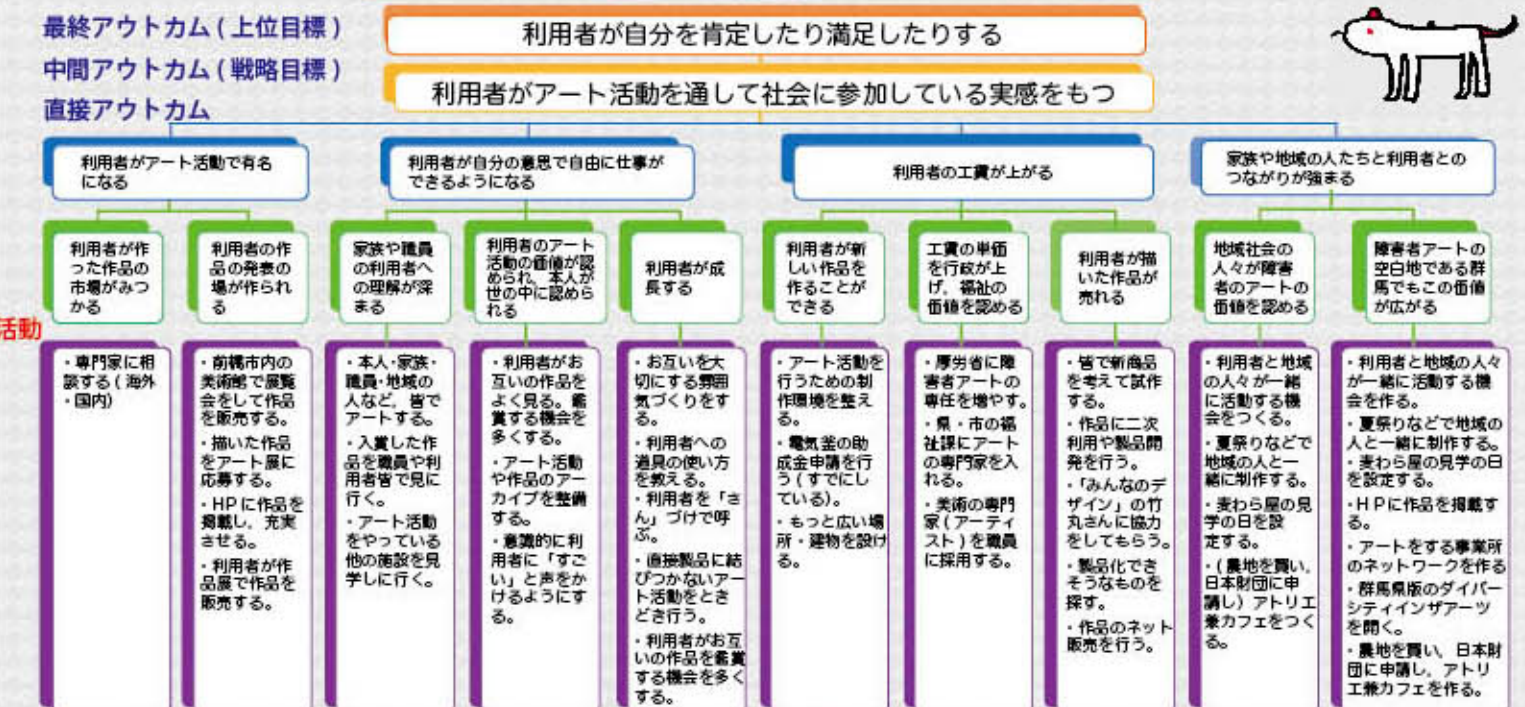 最終アウトカム(上位目標)
利用者が自分を肯定したり満足したりする
中間アウトカム(戦略目標)
利用者がアート活動を通して社会に参加している実感をもつ
直接アウトカム
利用者がアート活動で有名
になる
利用者が自分の意思で自由に仕事が
できるようになる
利用者の工賃が上がる
家族や地域の人たちと利用者との
つながりが強まる
利用者が作
った作品の
市場がみつ
かる
利用者の作
品の発表の
場が作られ
る
家族や職員
の利用者へ
の理解が深
まる
利用者のアート
活動の価値が認
められ、本人が
世の中に認めら
れる
利用者が成
長する
利用者が新
しい作品を
作ることが
できる
工賃の単価
を行政が上
げ、福祉の
価値を認める
利用者が描
いた作品が
売れる
地域社会の
人々が障害
者のアートの
価値を認める
障害者アートの
空白地である群
馬でもこの価値
が広がる
活動
・専門家に相
談する(海外
・国内)
・前橋市内の
美術館で展覧
会をして作品
を販売する。
・描いた作品
をアート展に
応募する。
・HPに作品を
掲載し、充実
させる。
・利用者が作
品展で作品を
販売する。
・本人・家族・
職員・地域の
人など、皆で
アートする。
・入賞した作
品を職員や利
用者皆で見に
行く。
・アート活動
をやっている
他の施設を見
学しに行く。
・利用者がお
互いの作品を
よく見る。鑑
賞する機会を
多くする。
・アート活動
や作品のアー
カイブを整備
する。
・意識的に利
用者に「すご
い」と声をか
けるようにす
る。
・お互いを大
切にする雰囲
気づくりをす
る。
・利用者への
道具の使い方
を教える。
・利用者を「さ
ん」づけで呼
ぶ。
・直接製品に結
びつかないアー
ト活動をとき
どき行う。
・利用者がお互
いの作品を鑑賞
する機会を多く
する。
・アート活動を
行うための制
作環境を整え
る。
・電気釜の助
成金申請を行
う(すでにし
ている)。
・もっと広い場
所・建物を設け
る。
・厚労省に障
害者アートの
専任を増やす。
・県・市の福
祉課にアート
の専門家を入
れる。
・美術の専門
家(アーティ
スト)を職員
に採用する。
・皆で新商品
を考えて試作
する。
・作品に二次
利用や製品開
発を行う。
・「みんなのデ
ザイン」の竹
丸さんに協力
をしてもらう。
・製品化でき
そうなものを
探す。
・作品のネット
販売を行う。
・利用者と地域
の人々が一緒
に活動する機
会をつくる。
・夏祭りなどで
地域の人と一
緒に制作する。
・麦わら屋の見
学の日を設
定する。
・(農地を買い、
日本財団に申
請し)アトリエ
兼カフェをつく
る。
・利用者と地域の人々
が一緒に活動する機
会を作る。
・夏祭りなどで地域の
人と一緒に制作する。
・麦わら屋の見学の日
を設定する。
・HPに作品を掲載す
る。
・アートをする事業所
のネットワークを作る
・群馬県版のダイバー
シティインザアーツ
を開く。
・農地を買い、日本財
団に申請し、アトリ
エ兼カフェを作る。